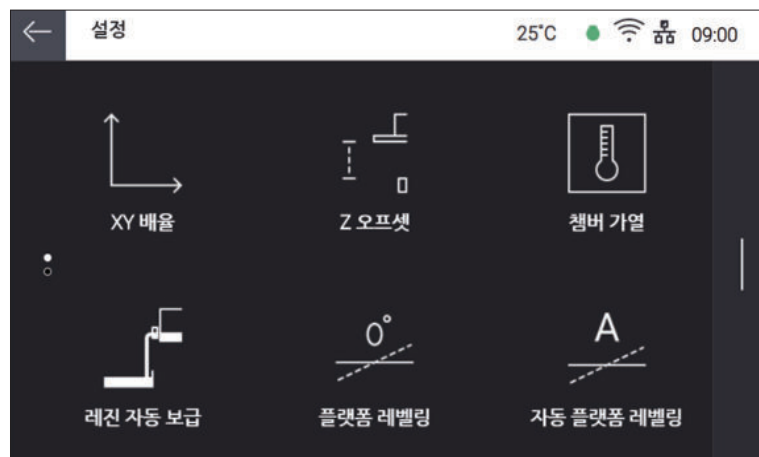 설정
25°C
09:00
XY 배율
Z 오프셋
챔버 가열
레진 자동 보급
0°
플랫폼 레벨링
A
자동 플랫폼 레벨링